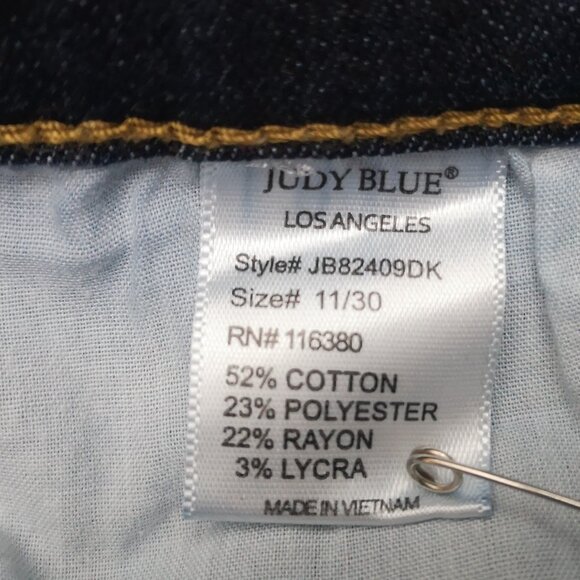 JUDY BLUE®
LOS ANGELES
Style# JB82409DK
Size# 11/30
RN# 116380
52% COTTON
23% POLYESTER
22% RAYON
3% LYCRA
MADE IN VIETNAM